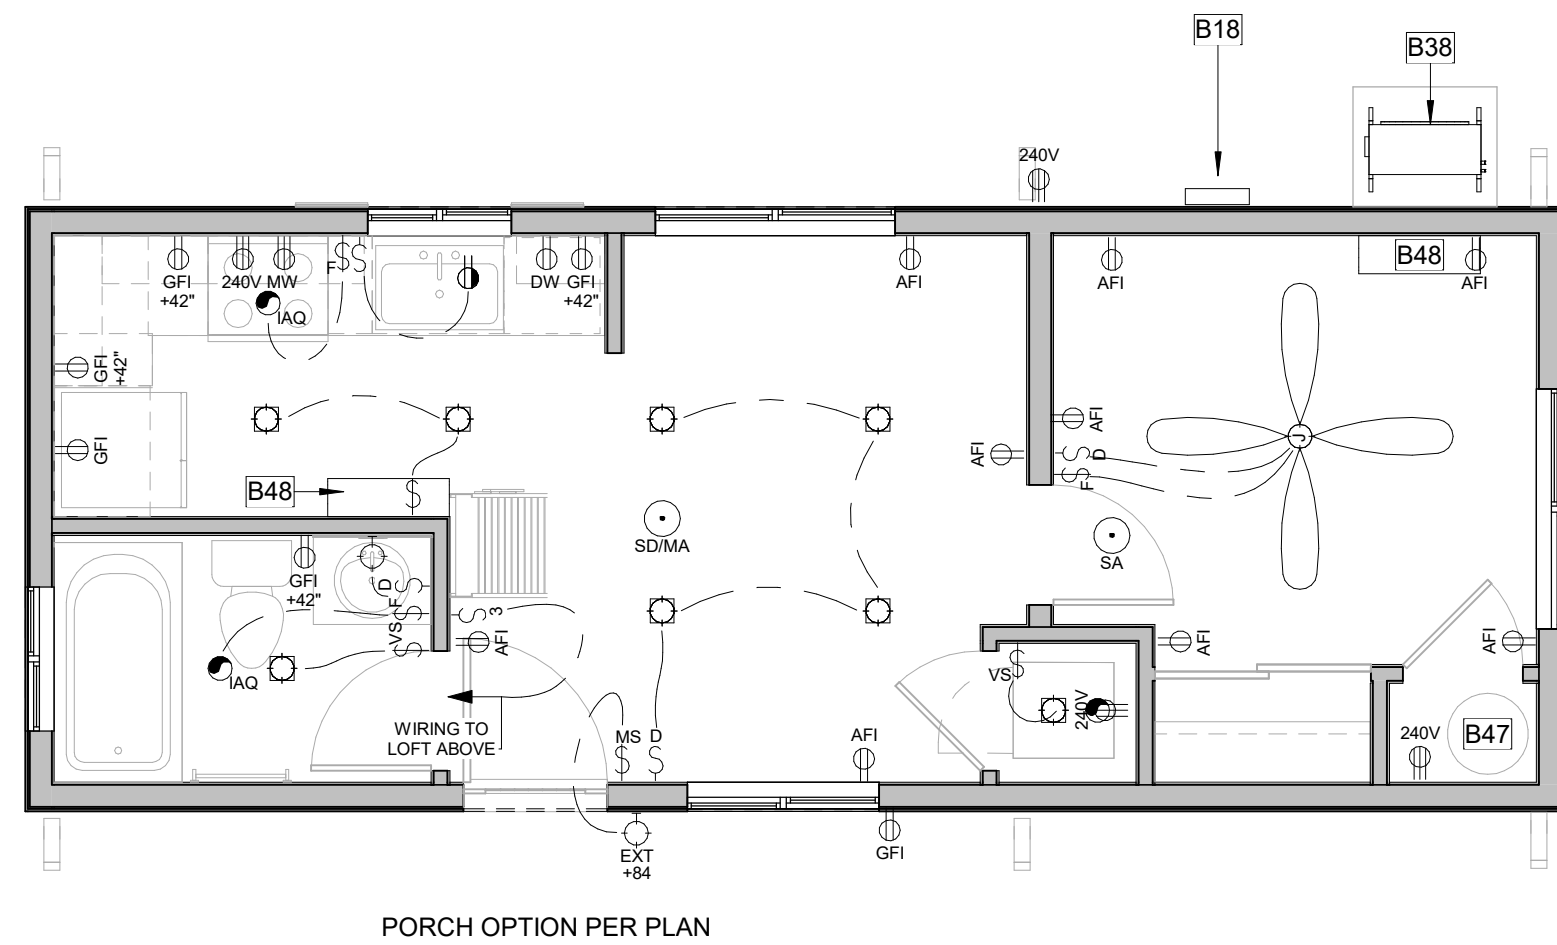 B18
B38
240V
GFI
+42"
240V
MW
F
IAQ
DW
GFI
+42"
AFI
AFI
B48
AFI
GFI
+42"
GFI
AFI
AFI
D
F
J
B48
SD/MA
SA
GFI
+42"
D
F
VS
3
AFI
IAQ
WIRING TO
LOFT ABOVE
MS
D
AFI
VS
240V
AFI
AFI
240V
B47
EXT
+84
GFI
PORCH OPTION PER PLAN